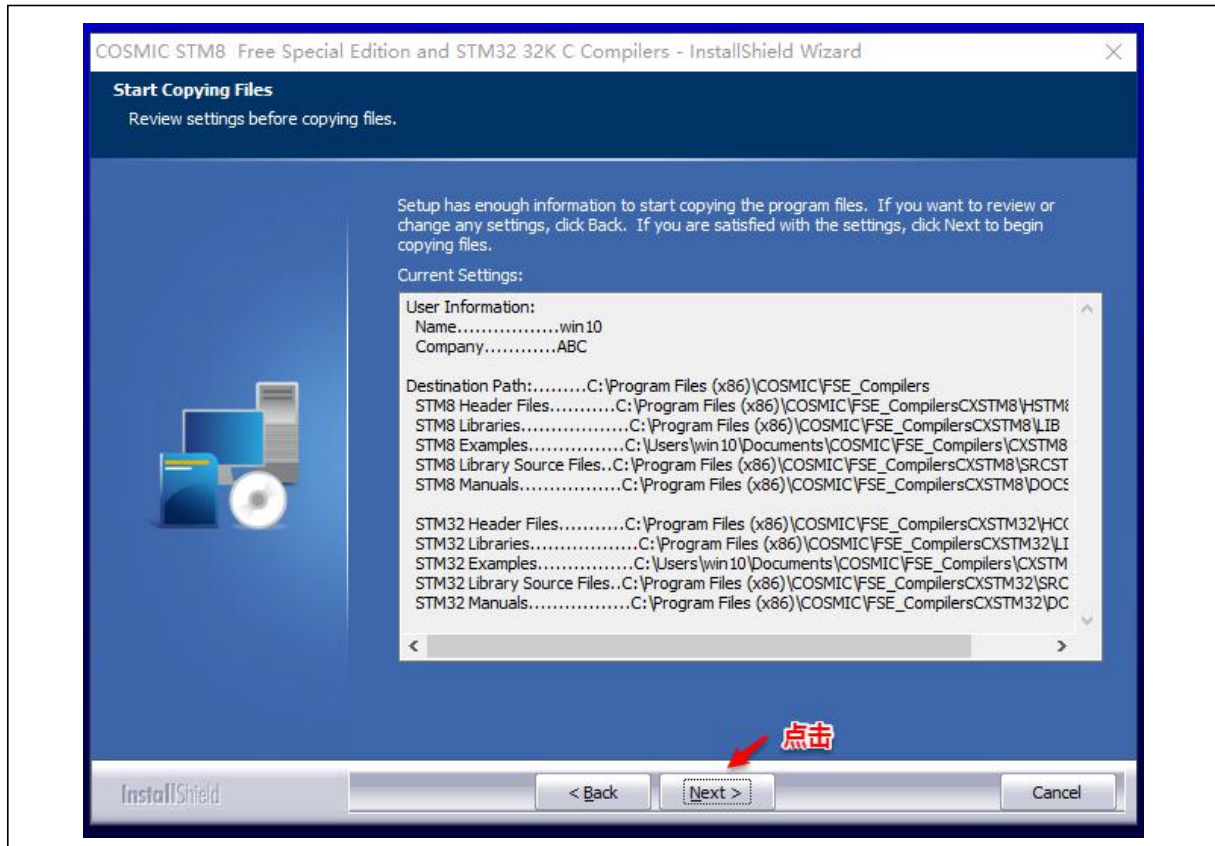 COSMIC STM8 Free Special Edition and STM32 32K C Compilers - InstallShield Wizard
Start Copying Files
Review settings before copying files.
Setup has enough information to start copying the program files. If you want to review or
change any settings, click Back. If you are satisfied with the settings, click Next to begin
copying files.
Current Settings:
User Information:
Name.................win10
Company............ABC
Destination Path:.........C:\Program Files (x86)\COSMIC\FSE_Compilers
STM8 Header Files...........C:\Program Files (x86)\COSMIC\FSE_CompilersCXSTM8\HSTM8
STM8 Libraries..................C:\Program Files (x86)\COSMIC\FSE_CompilersCXSTM8\LIB
STM8 Examples................C:\Users\win10\Documents\COSMIC\FSE_Compilers\CXSTM8
STM8 Library Source Files..C:\Program Files (x86)\COSMIC\FSE_CompilersCXSTM8\SRCST
STM8 Manuals.................C:\Program Files (x86)\COSMIC\FSE_CompilersCXSTM8\DOCS
STM32 Header Files...........C:\Program Files (x86)\COSMIC\FSE_CompilersCXSTM32\HC
STM32 Libraries..................C:\Program Files (x86)\COSMIC\FSE_CompilersCXSTM32\LI
STM32 Examples................C:\Users\win10\Documents\COSMIC\FSE_Compilers\CXSTM
STM32 Library Source Files..C:\Program Files (x86)\COSMIC\FSE_CompilersCXSTM32\SRC
STM32 Manuals.................C:\Program Files (x86)\COSMIC\FSE_CompilersCXSTM32\DC
点击
InstallShield
< Back
Next >
Cancel